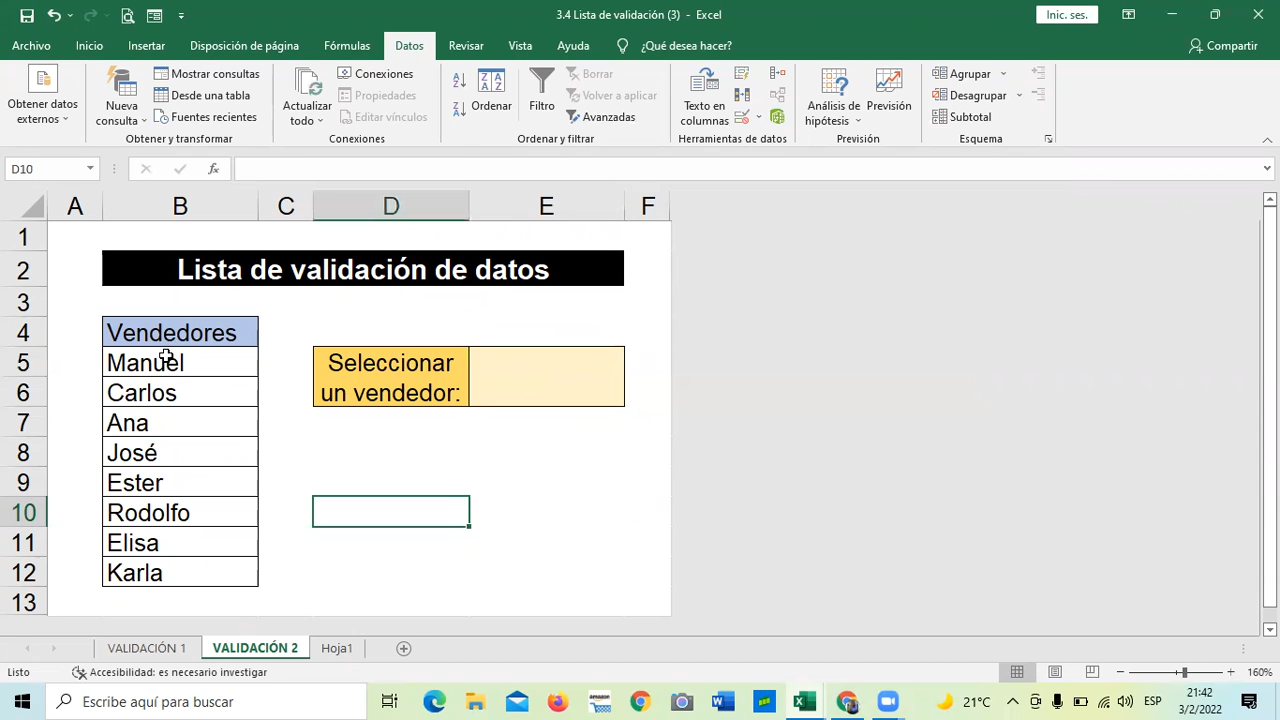 3.4 Lista de validación (3) - Excel
Inic. ses.
Archivo Inicio Insertar Disposición de página Fórmulas Datos Revisar Vista Ayuda ¿Qué desea hacer? Compartir
Obtener datos externos
Nueva consulta
Mostrar consultas
Desde una tabla
Fuentes recientes
Obtener y transformar
Actualizar todo
Conexiones
Propiedades
Editar vínculos
Conexiones
Ordenar
Filtro
Borrar
Volver a aplicar
Avanzadas
Ordenar y filtrar
Texto en columnas
Herramientas de datos
Análisis de hipótesis
Previsión
Previsión
Agrupar
Desagrupar
Subtotal
Esquema
D10 fx
A B C D E F
1
2 Lista de validación de datos
3
4 Vendedores
5 Manuel Seleccionar
6 Carlos un vendedor:
7 Ana
8 José
9 Ester
10 Rodolfo
11 Elisa
12 Karla
13
VALIDACIÓN 1 VALIDACIÓN 2 Hoja1
Listo Accesibilidad: es necesario investigar 160%
Escribe aquí para buscar 21°C ESP 21:42
3/2/2022